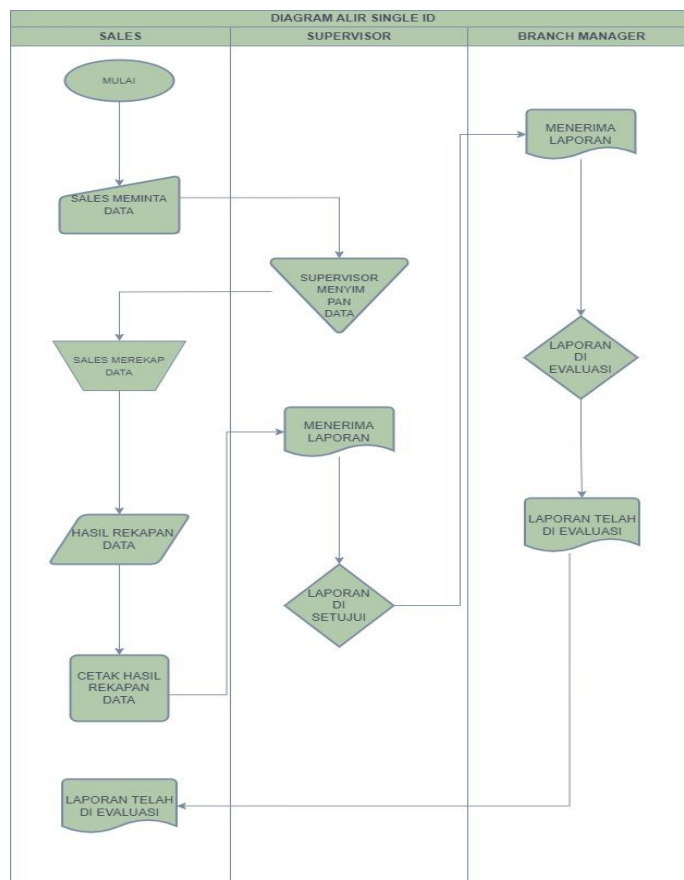 DIAGRAM ALIR SINGLE ID
SALES
SUPERVISOR
BRANCH MANAGER
MULAI
SALES MEMINTA
DATA
SUPERVISOR
MENYIM
PAN
DATA
SALES MEREKAP
DATA
HASIL REKAPAN
DATA
CETAK HASIL
REKAPAN
DATA
MENERIMA
LAPORAN
LAPORAN
DI
SETUJUI
MENERIMA
LAPORAN
LAPORAN
DI
EVALUASI
LAPORAN TELAH
DI EVALUASI
LAPORAN TELAH
DI EVALUASI